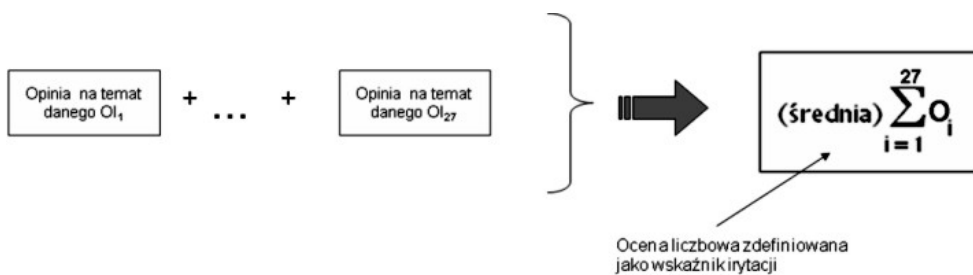 Opinia na temat
danego OI₁
+ ... +
Opinia na temat
danego OI₂₇
(średnia) ∑ Oᵢ
27
i = 1
Ocena liczbowa zdefiniowana
jako wskaźnik irytacji